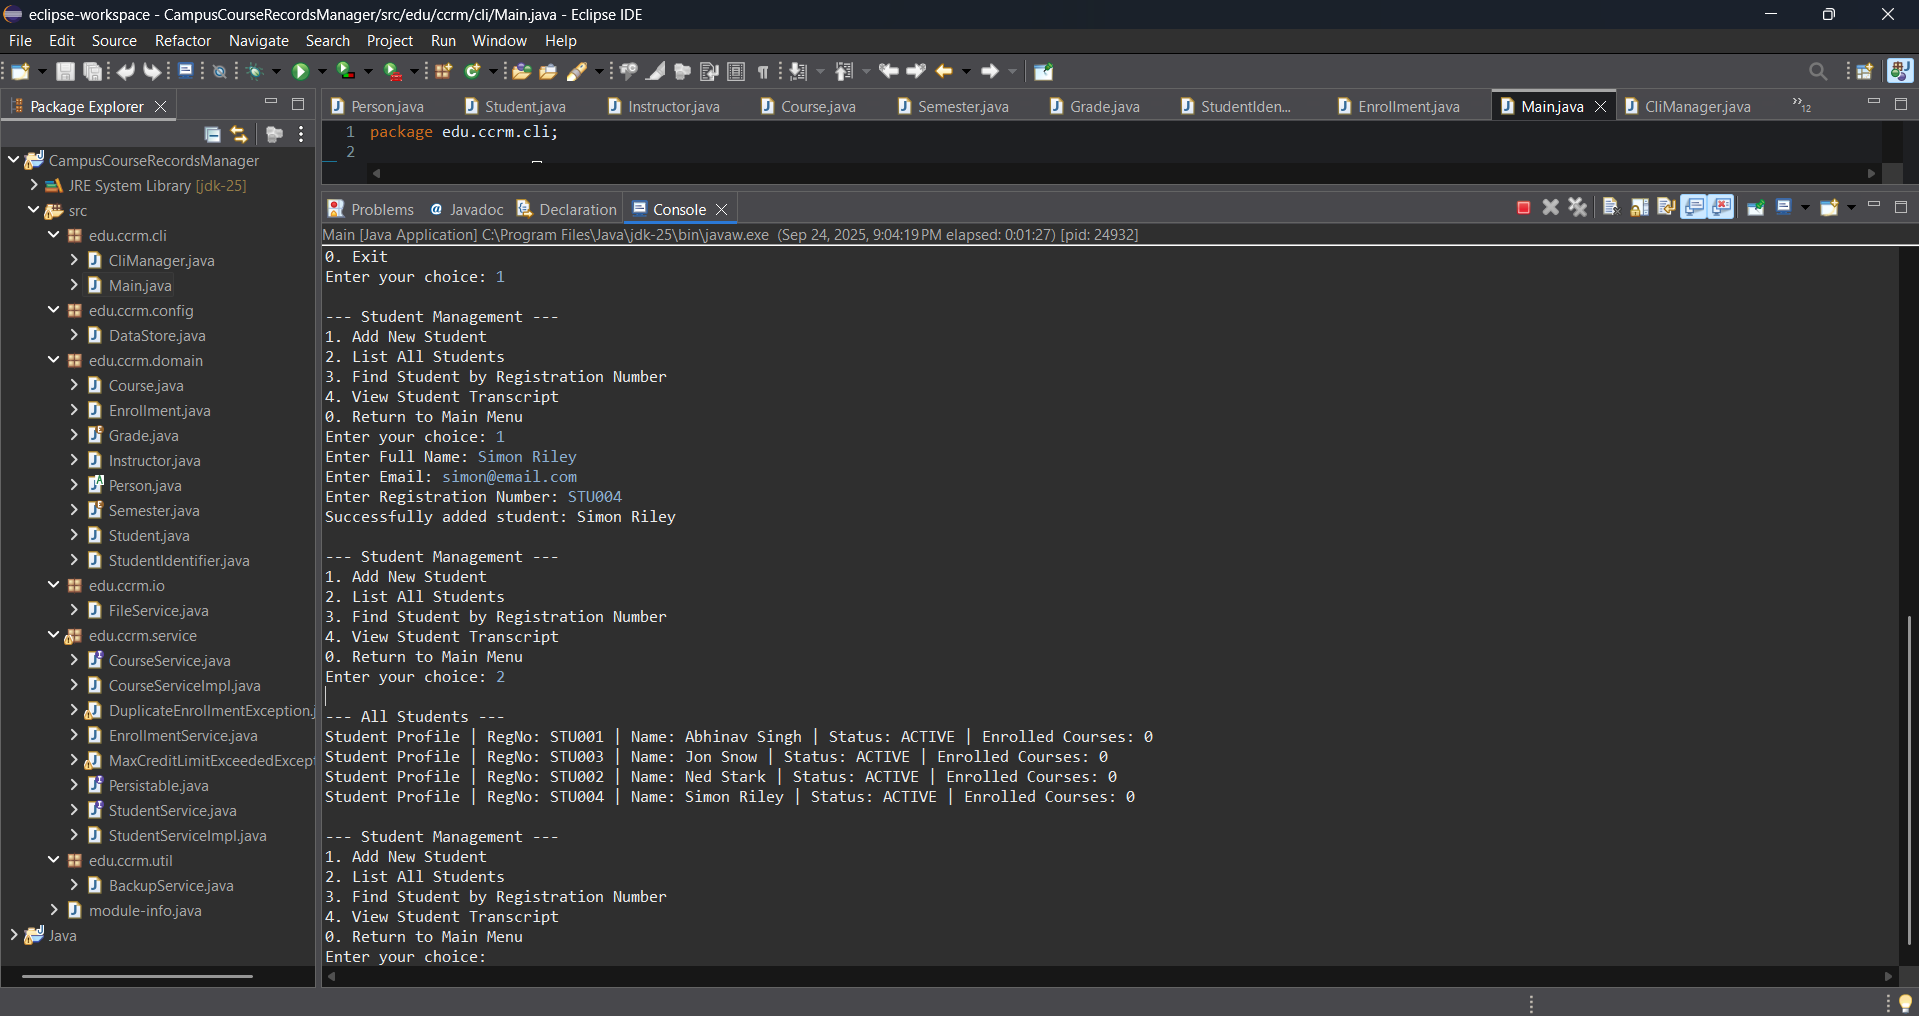 eclipse-workspace - CampusCourseRecordsManager/src/edu/ccrm/cli/Main.java - Eclipse IDE
File Edit Source Refactor Navigate Search Project Run Window Help
Package Explorer
CampusCourseRecordsManager
JRE System Library [jdk-25]
src
edu.ccrm.cli
CliManager.java
Main.java
edu.ccrm.config
DataStore.java
edu.ccrm.domain
Course.java
Enrollment.java
Grade.java
Instructor.java
Person.java
Semester.java
Student.java
StudentIdentifier.java
edu.ccrm.io
FileService.java
edu.ccrm.service
CourseService.java
CourseServiceImpl.java
DuplicateEnrollmentException.j
EnrollmentService.java
MaxCreditLimitExceededExcept
Persistable.java
StudentService.java
StudentServiceImpl.java
edu.ccrm.util
BackupService.java
module-info.java
Java
Person.java Student.java Instructor.java Course.java Semester.java Grade.java StudentIden... Enrollment.java Main.java CliManager.java »12
1 package edu.ccrm.cli;
2
Problems Javadoc Declaration Console
Main [Java Application] C:\Program Files\Java\jdk-25\bin\javaw.exe (Sep 24, 2025, 9:04:19 PM elapsed: 0:01:27) [pid: 24932]
0. Exit
Enter your choice: 1
--- Student Management ---
1. Add New Student
2. List All Students
3. Find Student by Registration Number
4. View Student Transcript
0. Return to Main Menu
Enter your choice: 1
Enter Full Name: Simon Riley
Enter Email: simon@email.com
Enter Registration Number: STU004
Successfully added student: Simon Riley
--- Student Management ---
1. Add New Student
2. List All Students
3. Find Student by Registration Number
4. View Student Transcript
0. Return to Main Menu
Enter your choice: 2
--- All Students ---
Student Profile | RegNo: STU001 | Name: Abhinav Singh | Status: ACTIVE | Enrolled Courses: 0
Student Profile | RegNo: STU003 | Name: Jon Snow | Status: ACTIVE | Enrolled Courses: 0
Student Profile | RegNo: STU002 | Name: Ned Stark | Status: ACTIVE | Enrolled Courses: 0
Student Profile | RegNo: STU004 | Name: Simon Riley | Status: ACTIVE | Enrolled Courses: 0
--- Student Management ---
1. Add New Student
2. List All Students
3. Find Student by Registration Number
4. View Student Transcript
0. Return to Main Menu
Enter your choice: